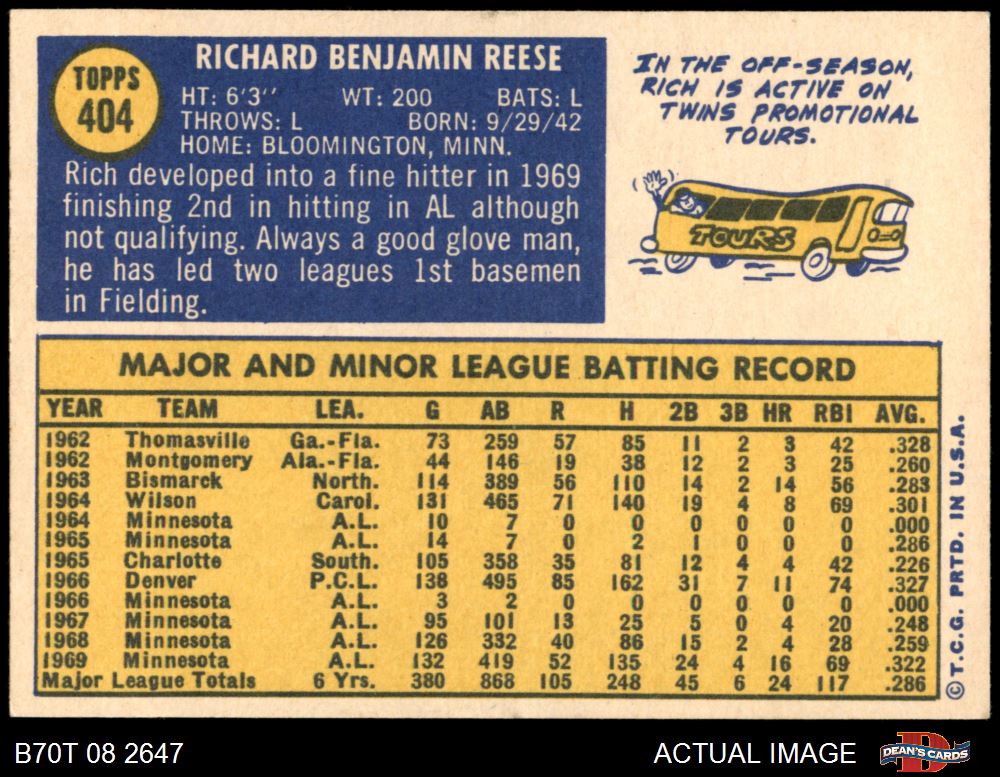 TOPPS
404
RICHARD BENJAMIN REESE
HT: 6'3'' WT: 200 BATS: L
THROWS: L BORN: 9/29/42
HOME: BLOOMINGTON, MINN.
Rich developed into a fine hitter in 1969
finishing 2nd in hitting in AL although
not qualifying. Always a good glove man,
he has led two leagues 1st basemen
in Fielding.
IN THE OFF-SEASON,
RICH IS ACTIVE ON
TWINS PROMOTIONAL
TOURS.
TOURS
MAJOR AND MINOR LEAGUE BATTING RECORD
YEAR TEAM LEA. G AB R H 2B 3B HR RBI AVG.
1962 Thomasville Ga.-Fla. 73 259 57 85 11 2 3 42 .328
1962 Montgomery Ala.-Fla. 44 146 19 38 12 2 3 25 .260
1963 Bismarck North. 114 389 56 110 14 2 14 56 .283
1964 Wilson Carol. 131 465 71 140 19 4 8 69 .301
1964 Minnesota A.L. 10 7 0 0 0 0 0 0 .000
1965 Minnesota A.L. 14 7 0 2 1 0 0 0 .286
1965 Charlotte South. 105 358 35 81 12 4 4 42 .226
1966 Denver P.C.L. 138 495 85 162 31 7 11 74 .327
1966 Minnesota A.L. 3 2 0 0 0 0 0 0 .000
1967 Minnesota A.L. 95 101 13 25 5 0 4 20 .248
1968 Minnesota A.L. 126 332 40 86 15 2 4 28 .259
1969 Minnesota A.L. 132 419 52 135 24 4 16 69 .322
Major League Totals 6 Yrs. 380 868 105 248 45 6 24 117 .286
©T.C.G. PRTD. IN U.S.A.
B70T 08 2647
ACTUAL IMAGE
DEAN'S CARDS